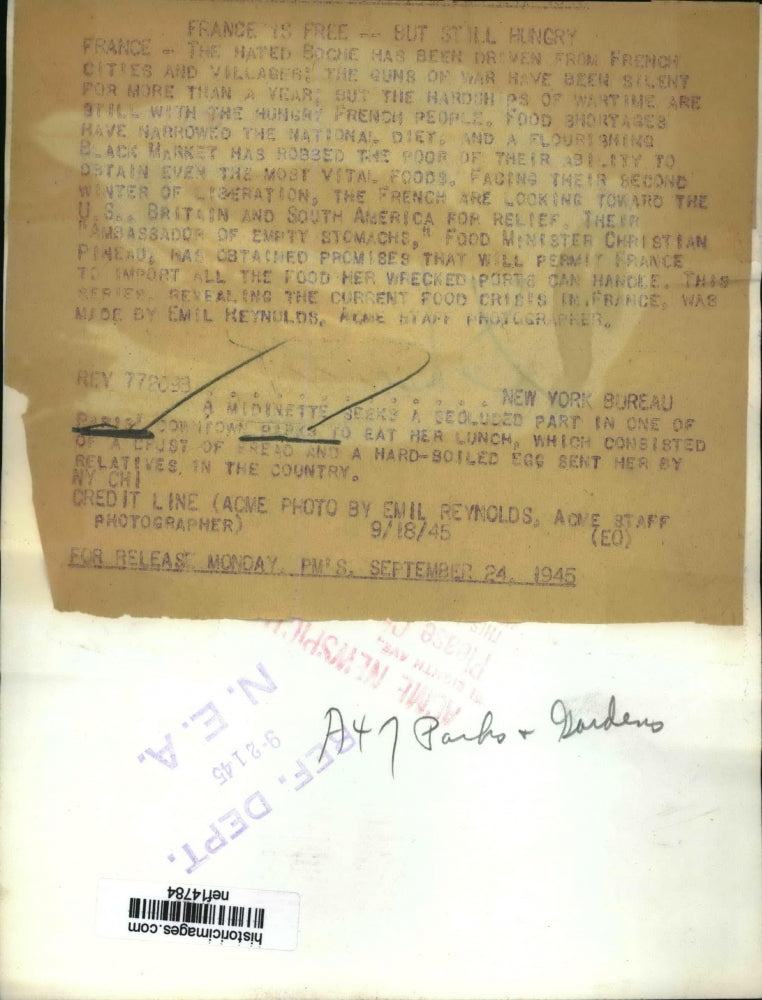 FRANCE IS FREE -- BUT STILL HUNGRY
FRANCE - THE HATED BOCHE HAS BEEN DRIVEN FROM FRENCH
CITIES AND VILLAGES; THE GUNS OF WAR HAVE BEEN SILENT
FOR MORE THAN A YEAR; BUT THE HARDSHIPS OF WARTIME ARE
STILL WITH THE HUNGRY FRENCH PEOPLE. FOOD SHORTAGES
HAVE NARROWED THE NATIONAL DIET, AND A FLOURISHING
BLACK MARKET HAS ROBBED THE POOR OF THEIR ABILITY TO
OBTAIN EVEN THE MOST VITAL FOODS. FACING THEIR SECOND
WINTER OF LIBERATION, THE FRENCH ARE LOOKING TOWARD THE
U.S., BRITAIN AND SOUTH AMERICA FOR RELIEF. THEIR
"AMBASSADOR OF EMPTY STOMACHS," FOOD MINISTER CHRISTIAN
PINEAU, HAS OBTAINED PROMISES THAT WILL PERMIT FRANCE
TO IMPORT ALL THE FOOD HER WRECKED PORTS CAN HANDLE. THIS
SERIES, REVEALING THE CURRENT FOOD CRISIS IN FRANCE, WAS
MADE BY EMIL REYNOLDS, ACME STAFF PHOTOGRAPHER.
REY NEW YORK BUREAU
A MIDINETTE SEEKS A SECLUDED PART IN ONE OF
PARIS' DOWNTOWN PARKS TO EAT HER LUNCH, WHICH CONSISTED
OF A CRUST OF BREAD AND A HARD-BOILED EGG SENT HER BY
RELATIVES IN THE COUNTRY.
NY CHI
CREDIT LINE (ACME PHOTO BY EMIL REYNOLDS, ACME STAFF
PHOTOGRAPHER) 9/18/45 (EO)
FOR RELEASE MONDAY, PM'S, SEPTEMBER 24, 1945
ACME NEWSPICTURES
EIGHTH AVE.
Please
THIS
N.E.A.
9-21 45
REF. DEPT.
A47 Parks + Gardens
historicimages.com
nef14784